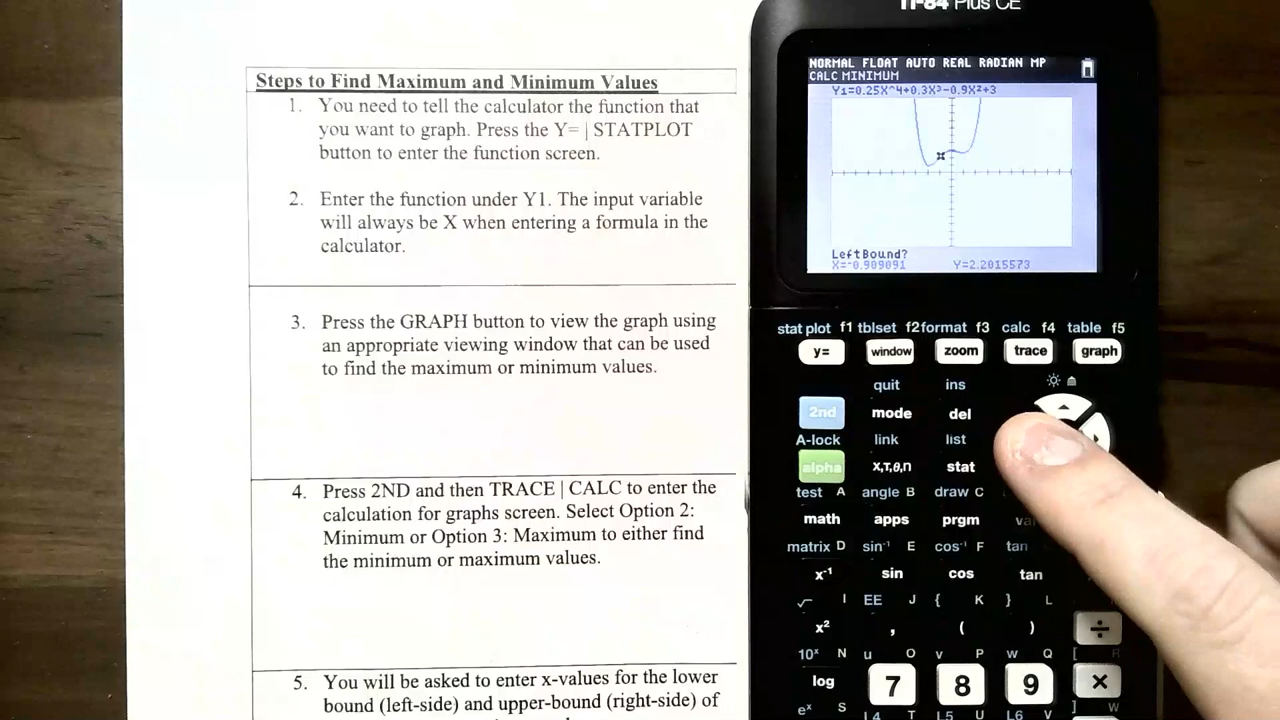 Steps to Find Maximum and Minimum Values
1. You need to tell the calculator the function that
you want to graph. Press the Y= | STATPLOT
button to enter the function screen.
2. Enter the function under Y1. The input variable
will always be X when entering a formula in the
calculator.
3. Press the GRAPH button to view the graph using
an appropriate viewing window that can be used
to find the maximum or minimum values.
4. Press 2ND and then TRACE | CALC to enter the
calculation for graphs screen. Select Option 2:
Minimum or Option 3: Maximum to either find
the minimum or maximum values.
5. You will be asked to enter x-values for the lower
bound (left-side) and upper-bound (right-side) of
TI-84 Plus CE
NORMAL FLOAT AUTO REAL RADIAN MP
CALC MINIMUM
Y1=0.25X^4+0.3X³-0.9X²+3
LeftBound?
X=-0.909091 Y=2.2015573
stat plot f1 tblset f2 format f3 calc f4 table f5
y= window zoom trace graph
quit ins
2nd mode del
A-lock link list
alpha X,T,θ,n stat
test A angle B draw C
math apps prgm
matrix D sin⁻¹ E cos⁻¹ F tan
x⁻¹ sin cos tan
√ I EE J { K } L
x² , ( ) ÷
10ˣ N u O v P w Q [ R
log 7 8 9 ×
eˣ S L4 T L5 U L6 V ] W